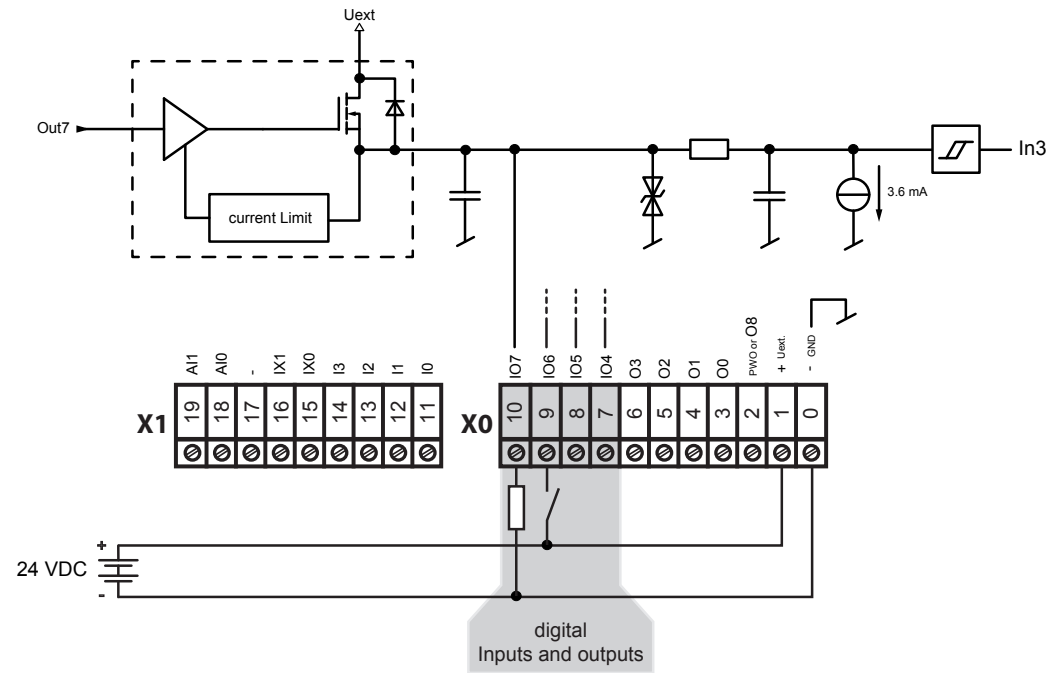 Uext
Out7
current Limit
3.6 mA
In3
AI1
AI0
-
IX1
IX0
I3
I2
I1
I0
IO7
IO6
IO5
IO4
O3
O2
O1
O0
PWO or O8
+ Uext.
- GND
X1
19
18
17
16
15
14
13
12
11
X0
10
9
8
7
6
5
4
3
2
1
0
+
24 VDC
-
digital
Inputs and outputs